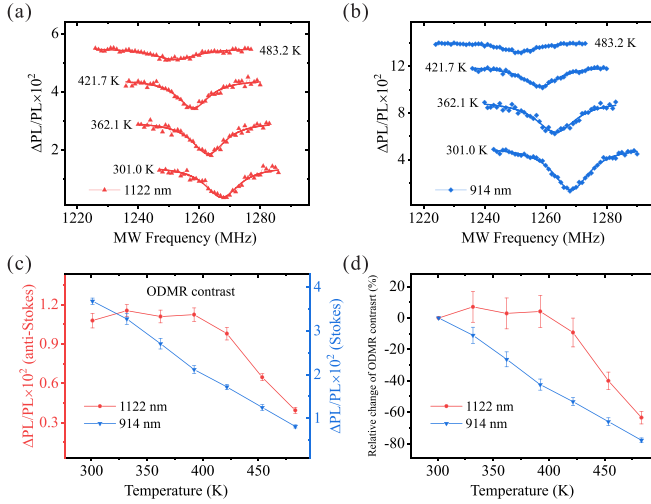 (a)
6
4
2
ΔPL/PL×10²
483.2 K
421.7 K
362.1 K
301.0 K
1122 nm
1220 1240 1260 1280
MW Frequency (MHz)
(b)
12
8
4
ΔPL/PL×10²
483.2 K
421.7 K
362.1 K
301.0 K
914 nm
1220 1240 1260 1280
MW Frequency (MHz)
(c)
ODMR contrast
1.2
0.9
0.6
0.3
ΔPL/PL×10² (anti-Stokes)
4
3
2
1
ΔPL/PL×10² (Stokes)
1122 nm
914 nm
300 350 400 450
Temperature (K)
(d)
20
0
-20
-40
-60
-80
Relative change of ODMR contrasrt (%)
1122 nm
914 nm
300 350 400 450
Temperature (K)